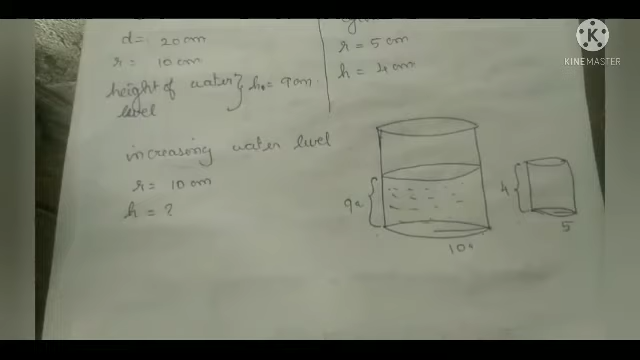 d = 20 cm
r = 10 cm
height of water } h₀ = 9 cm.
level
increasing water level
r = 10 cm
h = ?
r = 5 cm
h = 4 cm
9
10
4
5
K
KINEMASTER